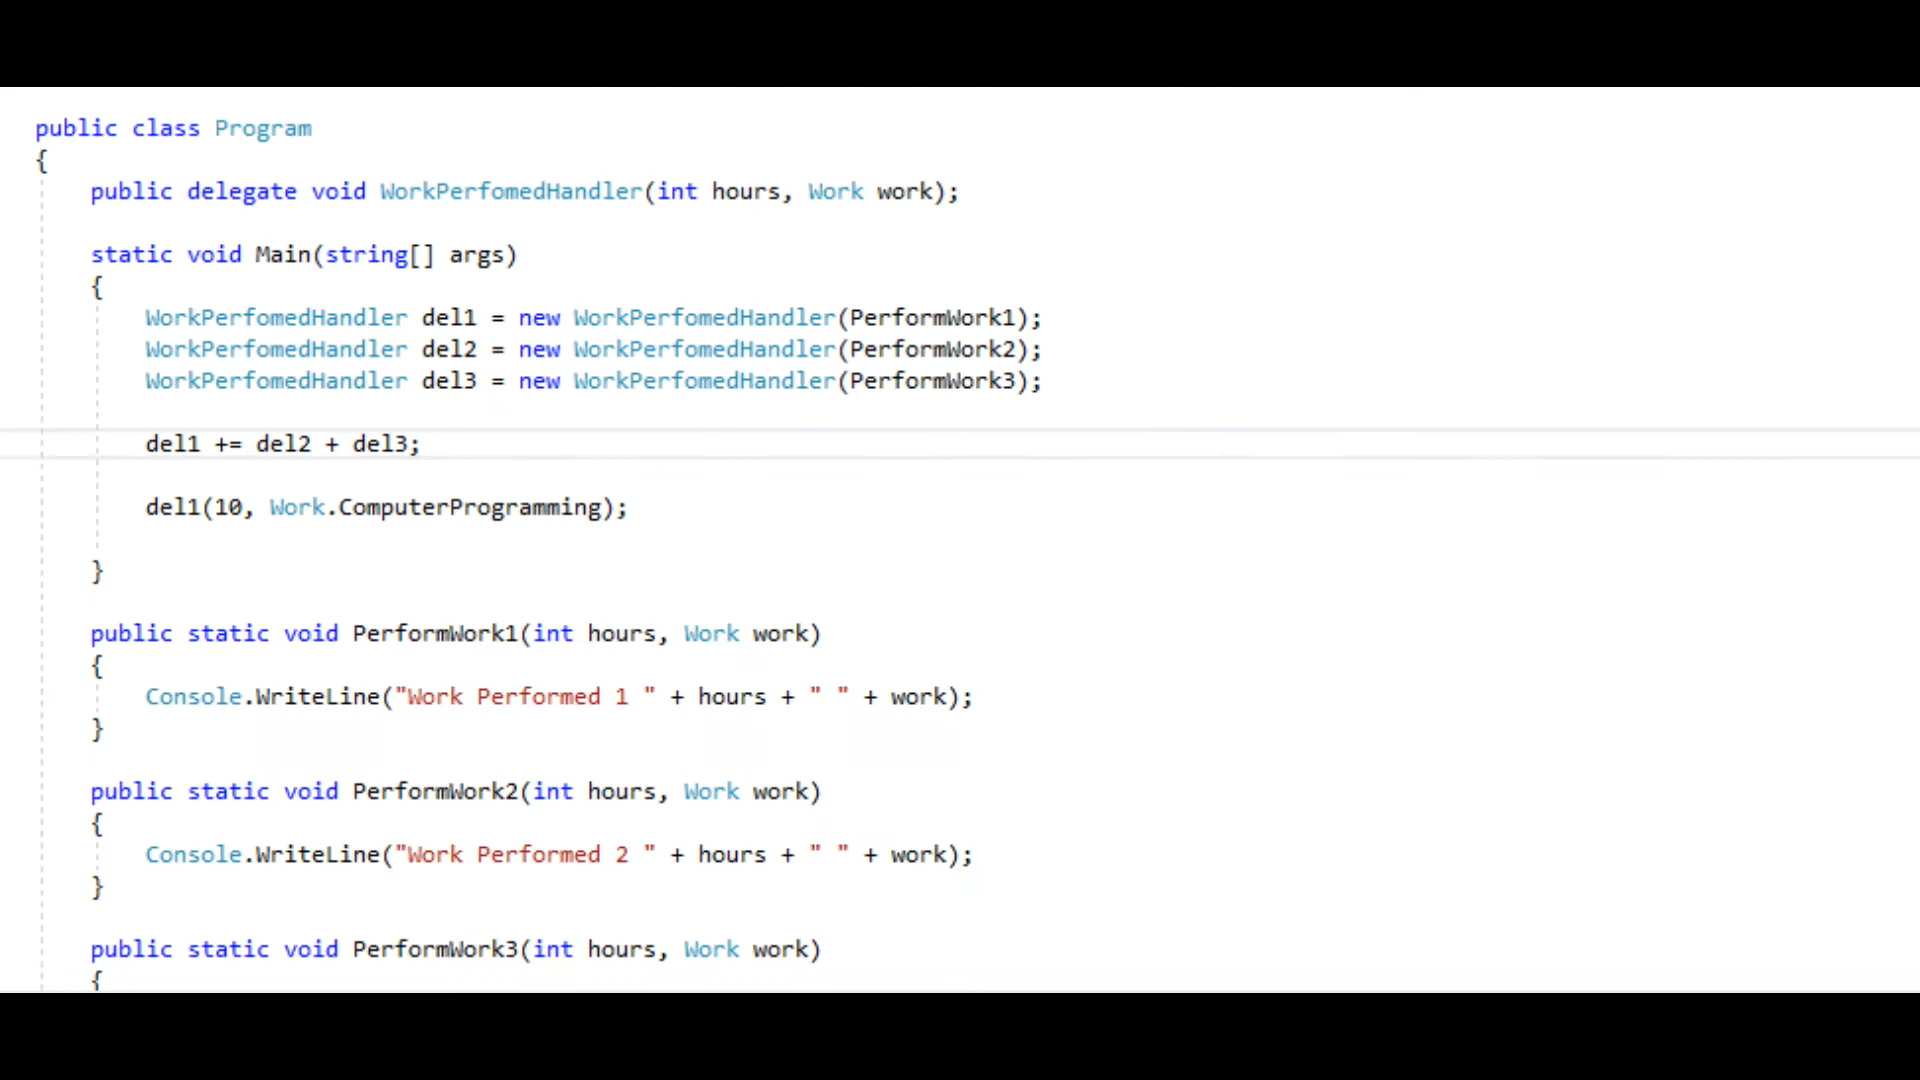 public class Program
{
public delegate void WorkPerfomedHandler(int hours, Work work);
static void Main(string[] args)
{
WorkPerfomedHandler del1 = new WorkPerfomedHandler(PerformWork1);
WorkPerfomedHandler del2 = new WorkPerfomedHandler(PerformWork2);
WorkPerfomedHandler del3 = new WorkPerfomedHandler(PerformWork3);
del1 += del2 + del3;
del1(10, Work.ComputerProgramming);
}
public static void PerformWork1(int hours, Work work)
{
Console.WriteLine("Work Performed 1 " + hours + " " + work);
}
public static void PerformWork2(int hours, Work work)
{
Console.WriteLine("Work Performed 2 " + hours + " " + work);
}
public static void PerformWork3(int hours, Work work)
{